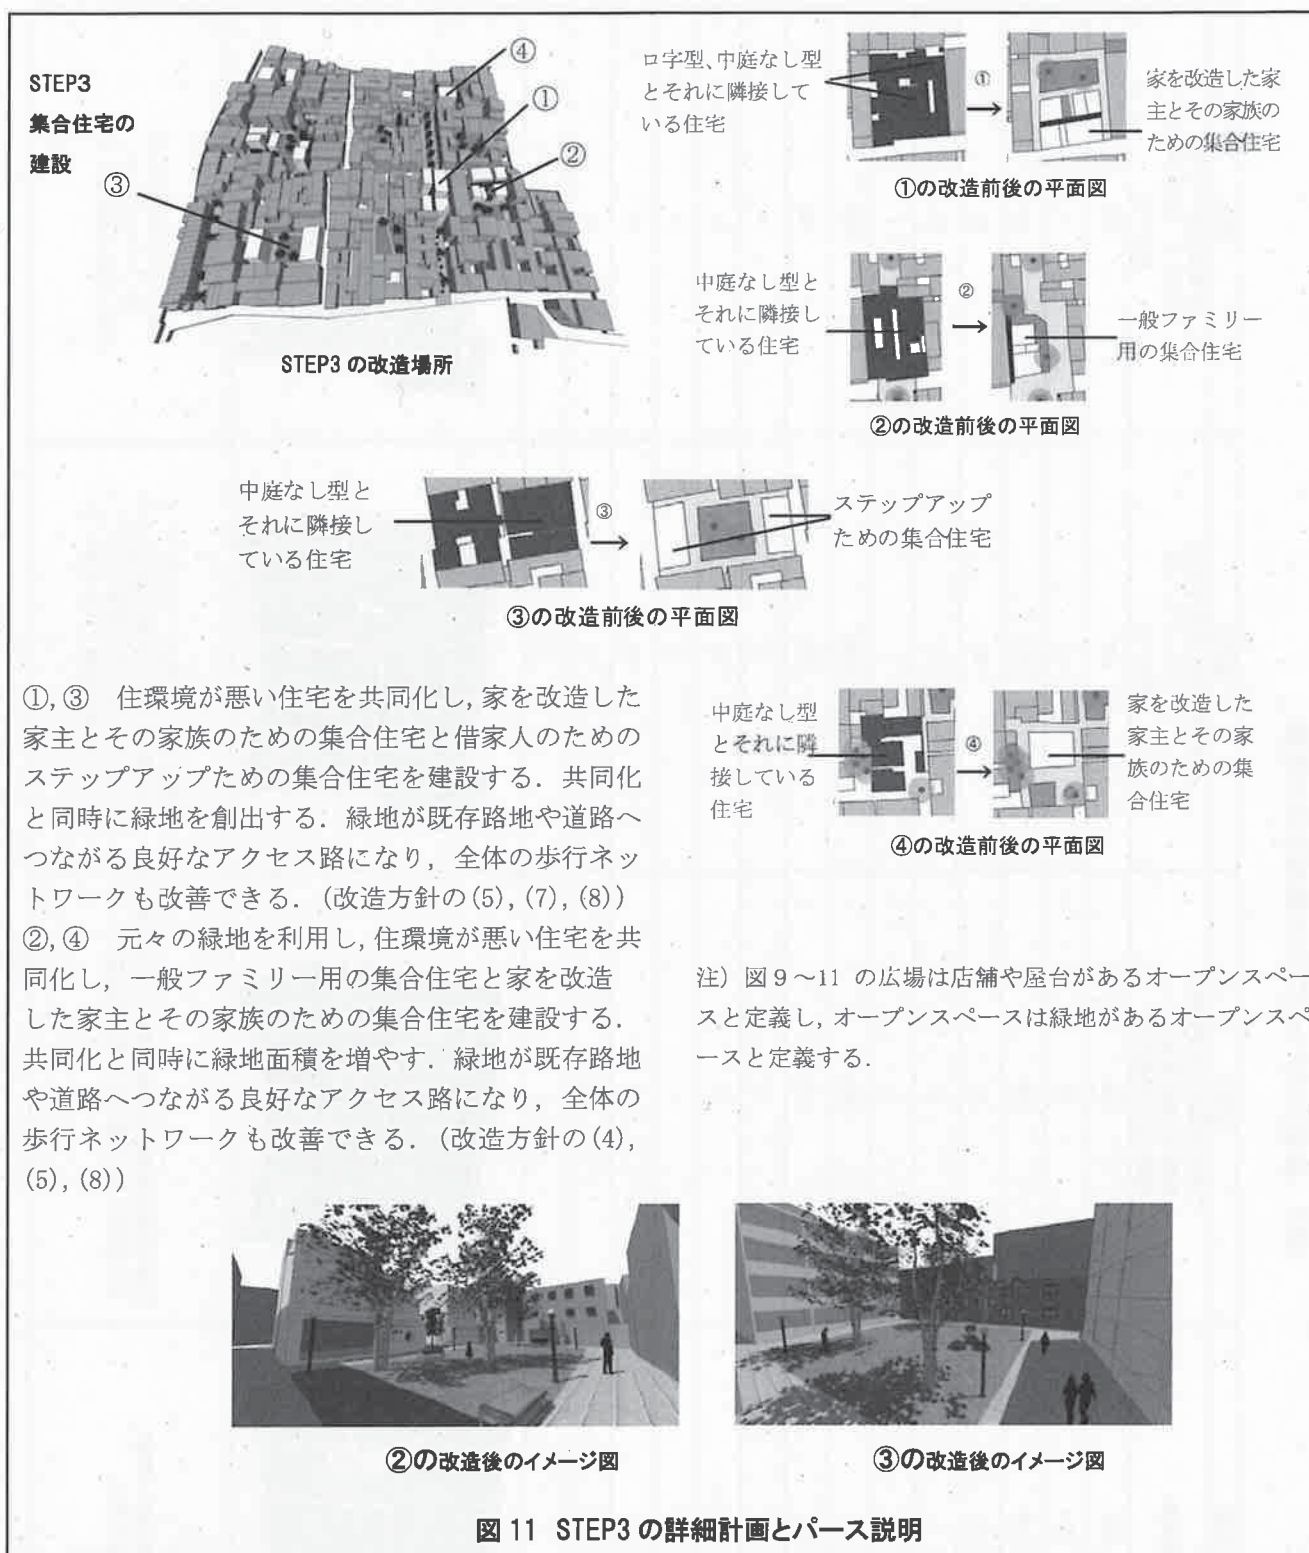 STEP3
集合住宅の
建設
④
①
②
③
STEP3 の改造場所
ロ字型、中庭なし型
とそれに隣接して
いる住宅
①
家を改造した家
主とその家族の
ための集合住宅
①の改造前後の平面図
中庭なし型と
それに隣接し
ている住宅
②
一般ファミリー
用の集合住宅
②の改造前後の平面図
中庭なし型と
それに隣接し
ている住宅
③
ステップアップ
ための集合住宅
③の改造前後の平面図
①, ③ 住環境が悪い住宅を共同化し, 家を改造した
家主とその家族のための集合住宅と借家人のための
ステップアップための集合住宅を建設する. 共同化
と同時に緑地を創出する. 緑地が既存路地や道路へ
つながる良好なアクセス路になり, 全体の歩行ネッ
トワークも改善できる. (改造方針の(5), (7), (8))
②, ④ 元々の緑地を利用し, 住環境が悪い住宅を共
同化し, 一般ファミリー用の集合住宅と家を改造
した家主とその家族のための集合住宅を建設する.
共同化と同時に緑地面積を増やす. 緑地が既存路地
や道路へつながる良好なアクセス路になり, 全体の
歩行ネットワークも改善できる. (改造方針の(4),
(5), (8))
中庭なし型
とそれに隣
接している
住宅
④
家を改造した
家主とその家
族のための集
合住宅
④の改造前後の平面図
注) 図9~11 の広場は店舗や屋台があるオープンスペー
スと定義し, オープンスペースは緑地があるオープンスペ
ースと定義する.
②の改造後のイメージ図
③の改造後のイメージ図
図 11 STEP3 の詳細計画とパース説明